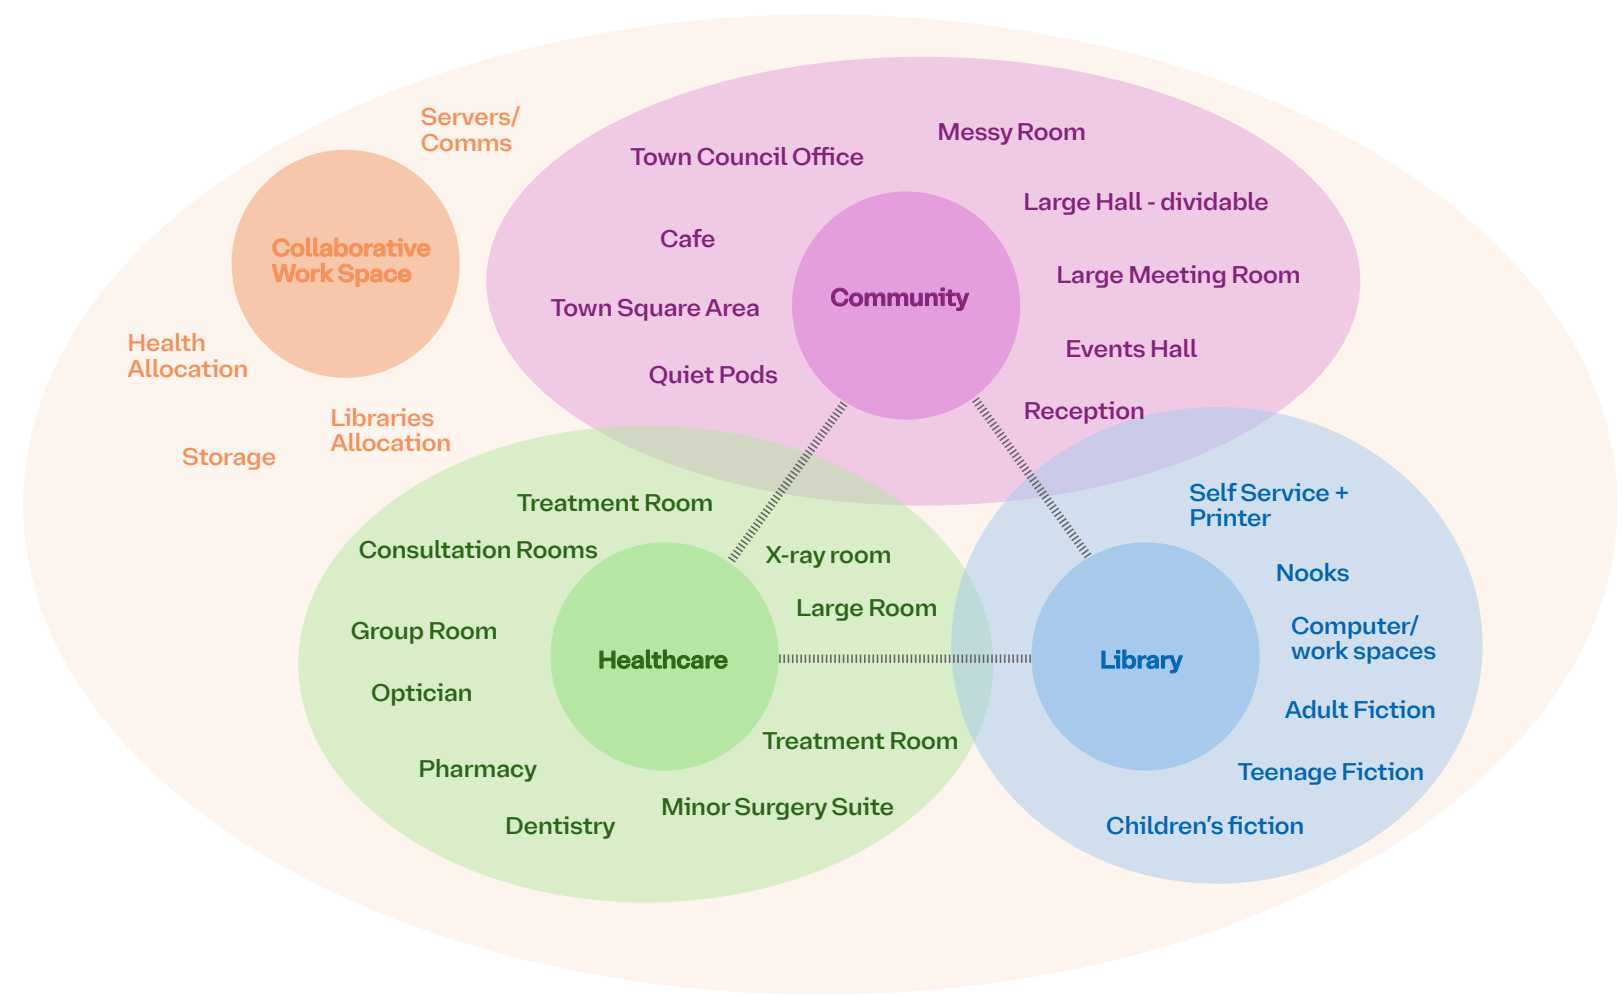 Servers/
Comms
Collaborative
Work Space
Health
Allocation
Libraries
Allocation
Storage
Messy Room
Town Council Office
Large Hall - dividable
Cafe
Large Meeting Room
Community
Town Square Area
Events Hall
Quiet Pods
Reception
Treatment Room
Consultation Rooms
X-ray room
Large Room
Group Room
Healthcare
Optician
Treatment Room
Pharmacy
Minor Surgery Suite
Dentistry
Self Service +
Printer
Nooks
Computer/
work spaces
Library
Adult Fiction
Teenage Fiction
Children's fiction